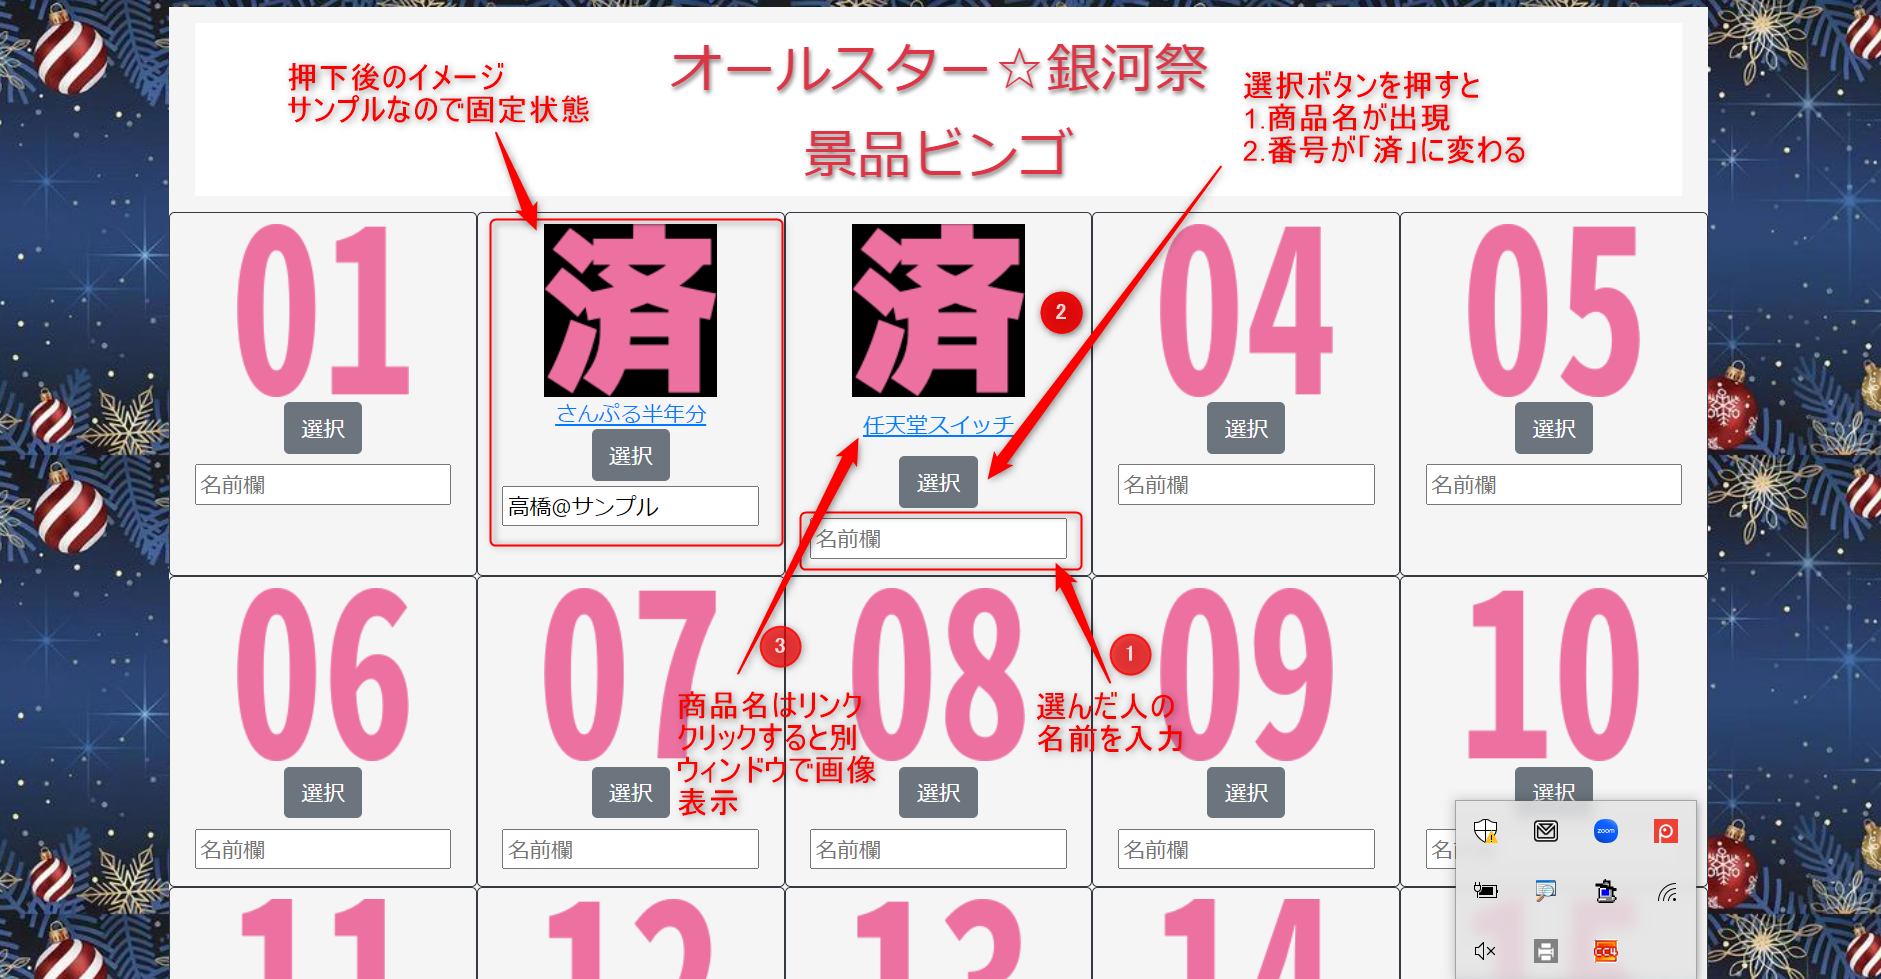 オールスター☆銀河祭
景品ビンゴ
押下後のイメージ
サンプルなので固定状態
選択ボタンを押すと
1.商品名が出現
2.番号が「済」に変わる
01
選択
名前欄
済
さんぷる半年分
選択
高橋@サンプル
済
任天堂スイッチ
選択
名前欄
2
04
選択
名前欄
05
選択
名前欄
3
商品名はリンク
クリックすると別
ウィンドウで画像
表示
1
選んだ人の
名前を入力
06
選択
名前欄
07
選択
名前欄
08
選択
名前欄
09
選択
名前欄
10
選択
名
11
12
13
14
zoom
CC4